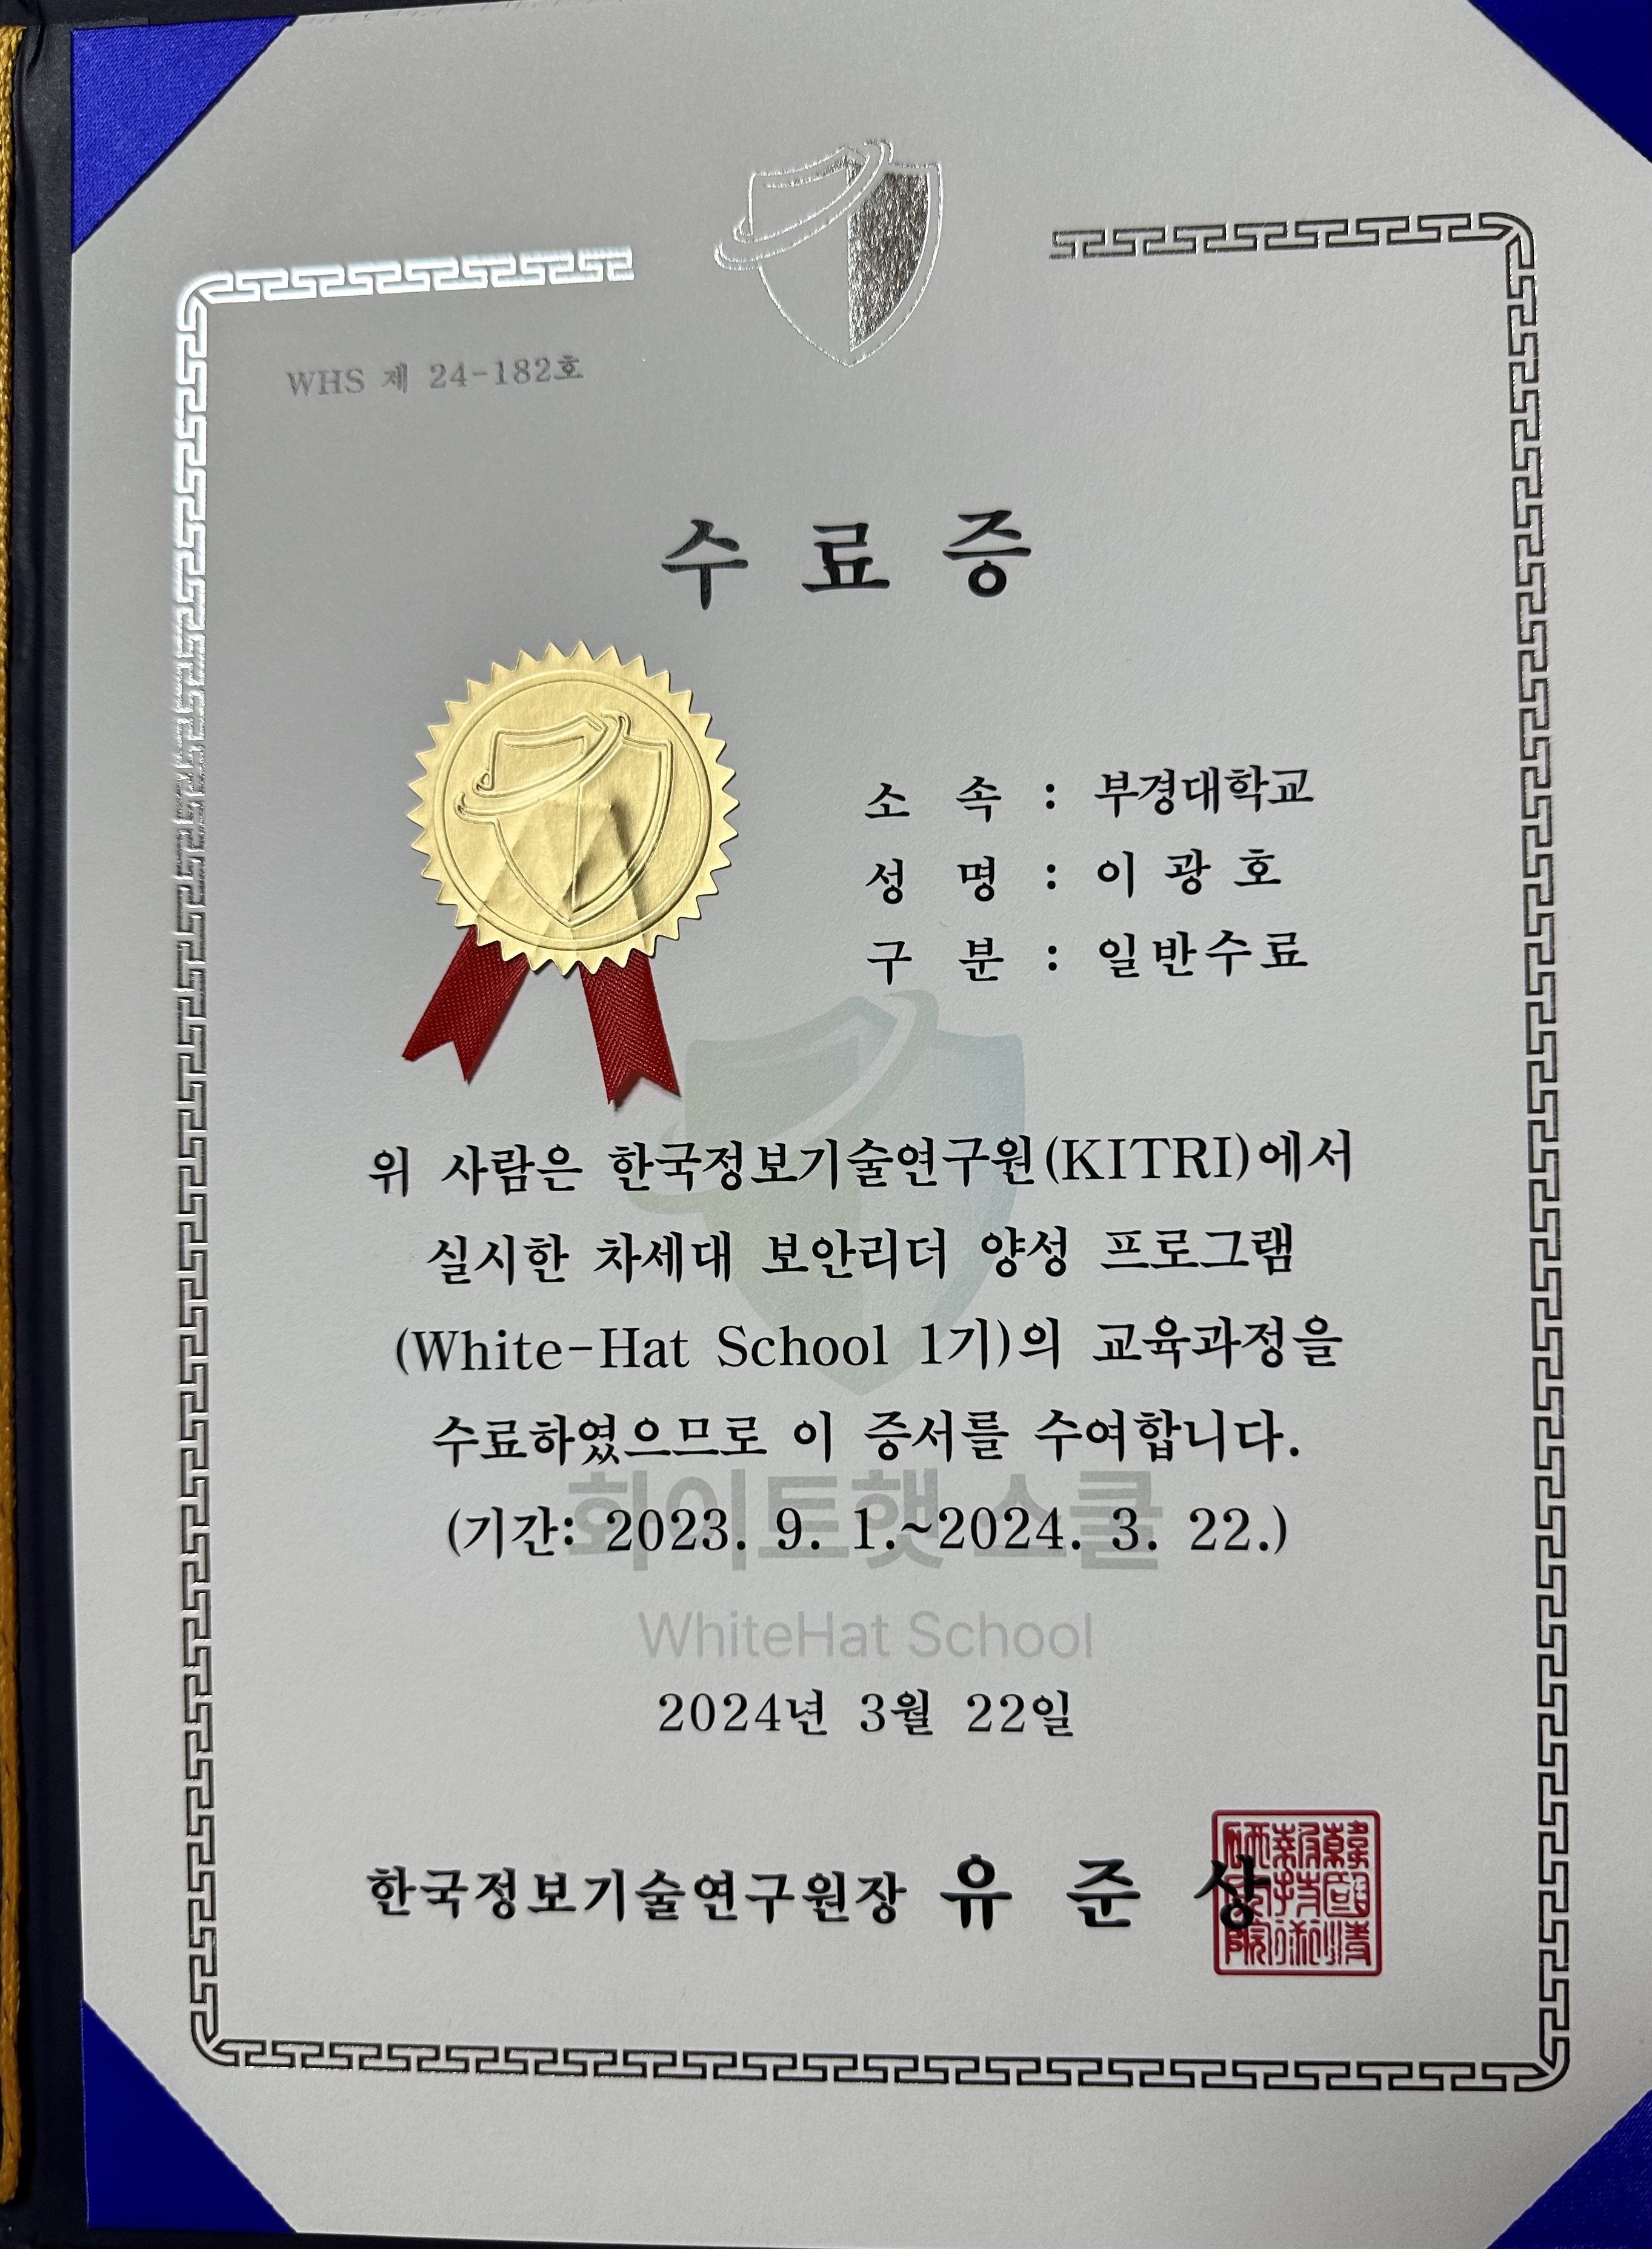 WHS 제 24-182호
수 료 증
소 속 : 부경대학교
성 명 : 이 광 호
구 분 : 일반수료
위 사람은 한국정보기술연구원(KITRI)에서
실시한 차세대 보안리더 양성 프로그램
(White-Hat School 1기)의 교육과정을
수료하였으므로 이 증서를 수여합니다.
화이트햇 스쿨
(기간: 2023. 9. 1.~2024. 3. 22.)
WhiteHat School
2024년 3월 22일
한국정보기술연구원장 유 준 상